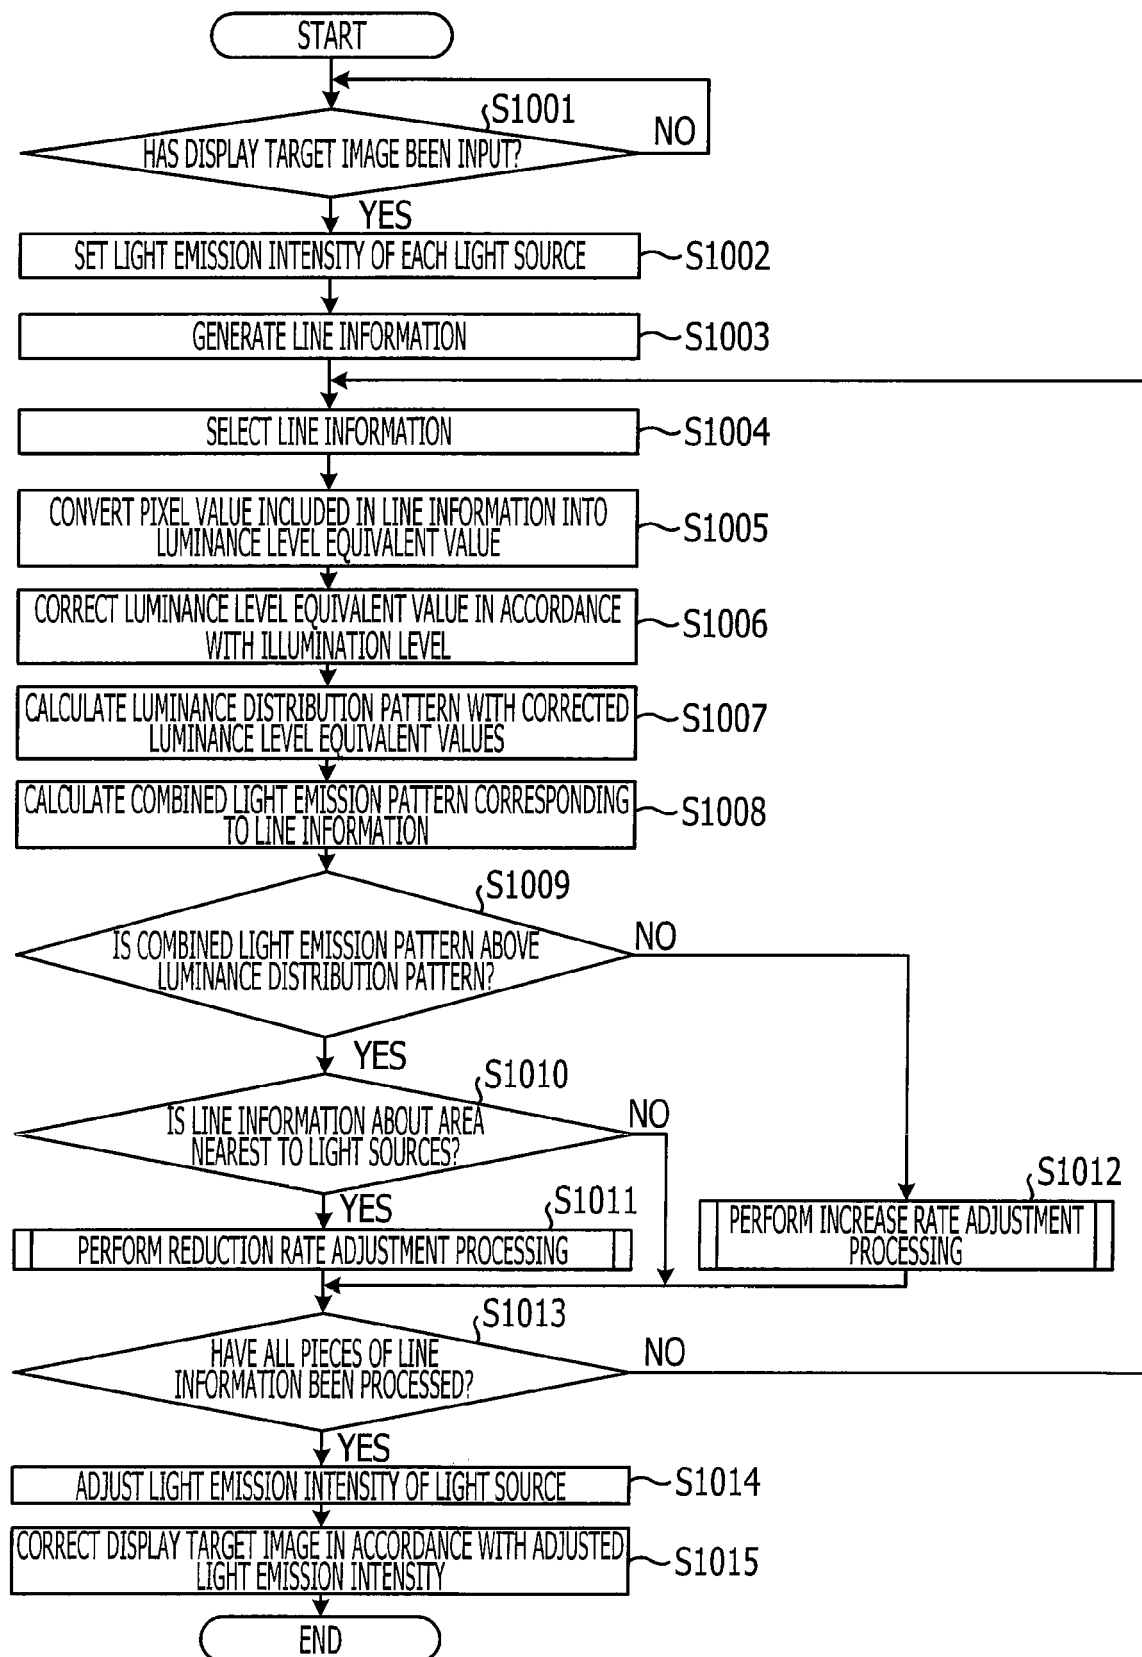 START
S1001
HAS DISPLAY TARGET IMAGE BEEN INPUT?
NO
YES
SET LIGHT EMISSION INTENSITY OF EACH LIGHT SOURCE
S1002
GENERATE LINE INFORMATION
S1003
SELECT LINE INFORMATION
S1004
CONVERT PIXEL VALUE INCLUDED IN LINE INFORMATION INTO
LUMINANCE LEVEL EQUIVALENT VALUE
S1005
CORRECT LUMINANCE LEVEL EQUIVALENT VALUE IN ACCORDANCE
WITH ILLUMINATION LEVEL
S1006
CALCULATE LUMINANCE DISTRIBUTION PATTERN WITH CORRECTED
LUMINANCE LEVEL EQUIVALENT VALUES
S1007
CALCULATE COMBINED LIGHT EMISSION PATTERN CORRESPONDING
TO LINE INFORMATION
S1008
S1009
IS COMBINED LIGHT EMISSION PATTERN ABOVE
LUMINANCE DISTRIBUTION PATTERN?
NO
YES
S1010
IS LINE INFORMATION ABOUT AREA
NEAREST TO LIGHT SOURCES?
NO
YES
S1011
PERFORM REDUCTION RATE ADJUSTMENT PROCESSING
S1012
PERFORM INCREASE RATE ADJUSTMENT
PROCESSING
S1013
HAVE ALL PIECES OF LINE
INFORMATION BEEN PROCESSED?
NO
YES
ADJUST LIGHT EMISSION INTENSITY OF LIGHT SOURCE
S1014
CORRECT DISPLAY TARGET IMAGE IN ACCORDANCE WITH ADJUSTED
LIGHT EMISSION INTENSITY
S1015
END